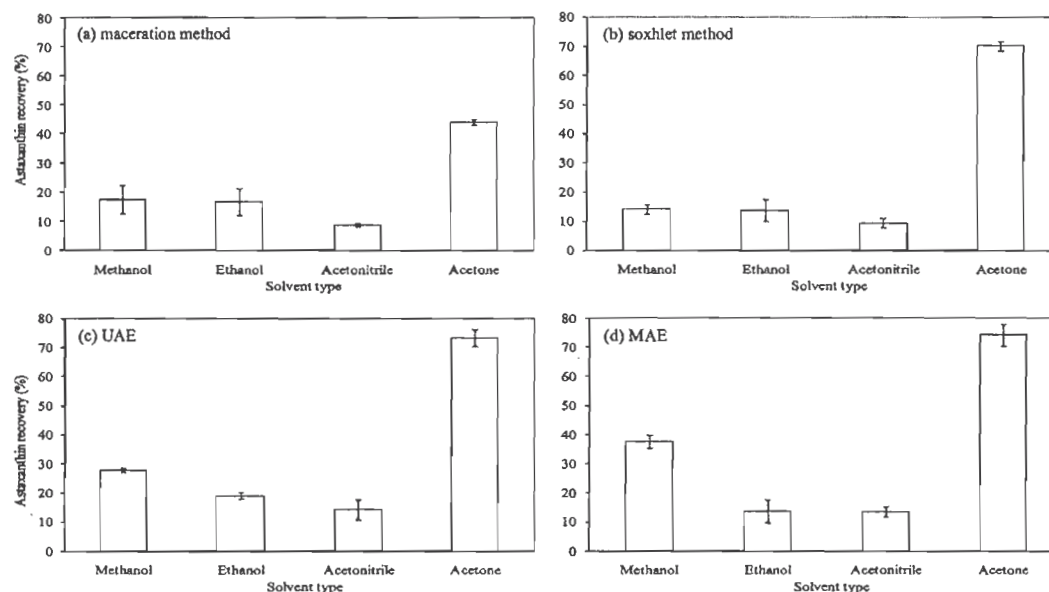 (a) maceration method
Astaxanthin recovery (%)
80
70
60
50
40
30
20
10
0
Methanol Ethanol Acetonitrile Acetone
Solvent type
(b) soxhlet method
80
70
60
50
40
30
20
10
0
Methanol Ethanol Acetonitrile Acetone
Solvent type
(c) UAE
Astaxanthin recovery (%)
80
70
60
50
40
30
20
10
0
Methanol Ethanol Acetonitrile Acetone
Solvent type
(d) MAE
80
70
60
50
40
30
20
10
0
Methanol Ethanol Acetonitrile Acetone
Solvent type